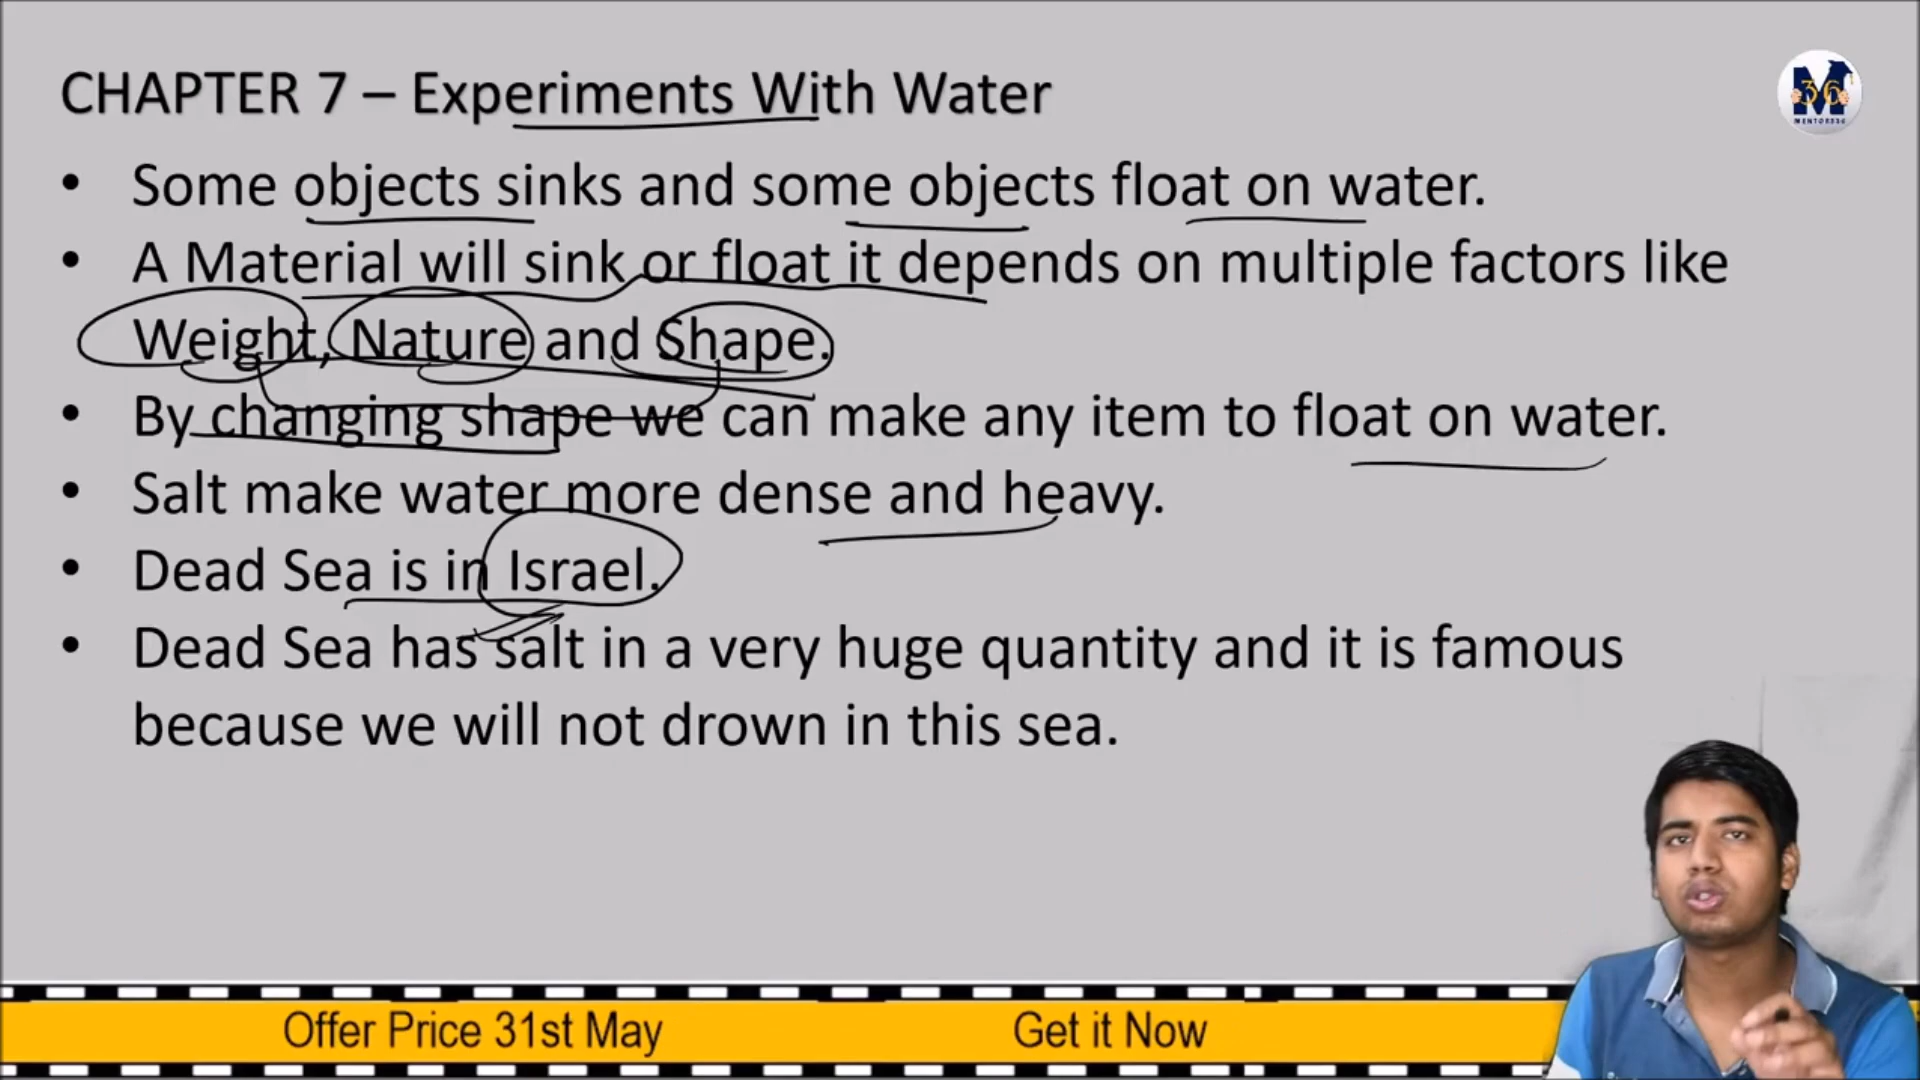 CHAPTER 7 – Experiments With Water
• Some objects sinks and some objects float on water.
• A Material will sink or float it depends on multiple factors like
Weight, Nature and Shape.
• By changing shape we can make any item to float on water.
• Salt make water more dense and heavy.
• Dead Sea is in Israel.
• Dead Sea has salt in a very huge quantity and it is famous
because we will not drown in this sea.
M
36
MENTORS36
Offer Price 31st May
Get it Now